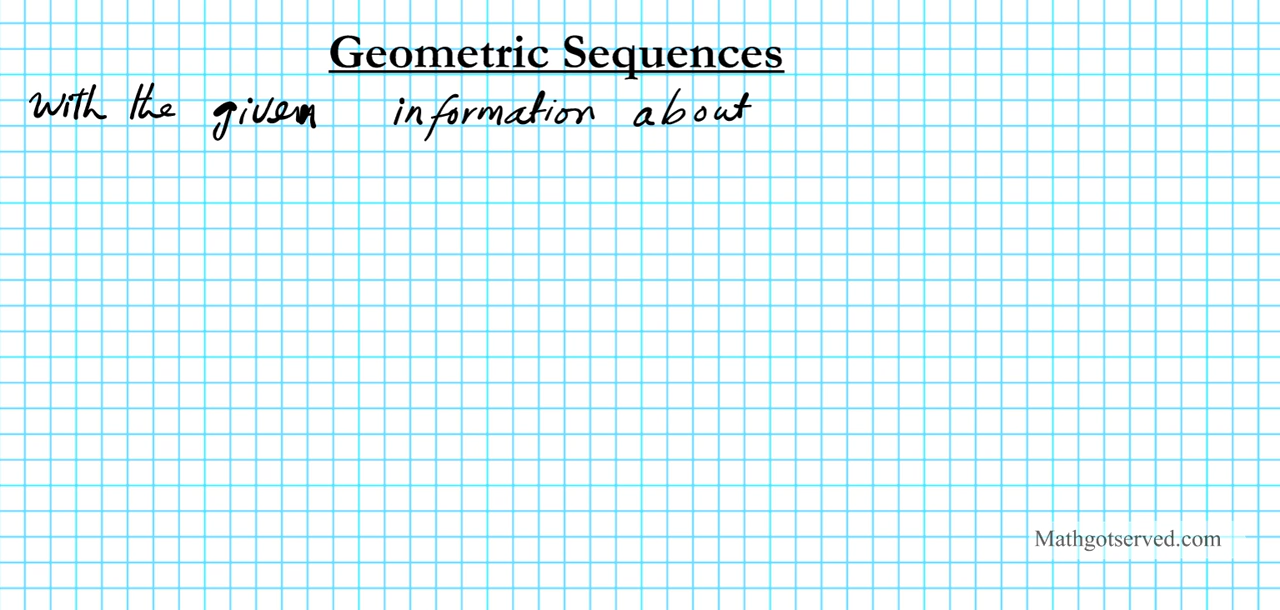 Geometric Sequences
With the given information about
Mathgotserved.com